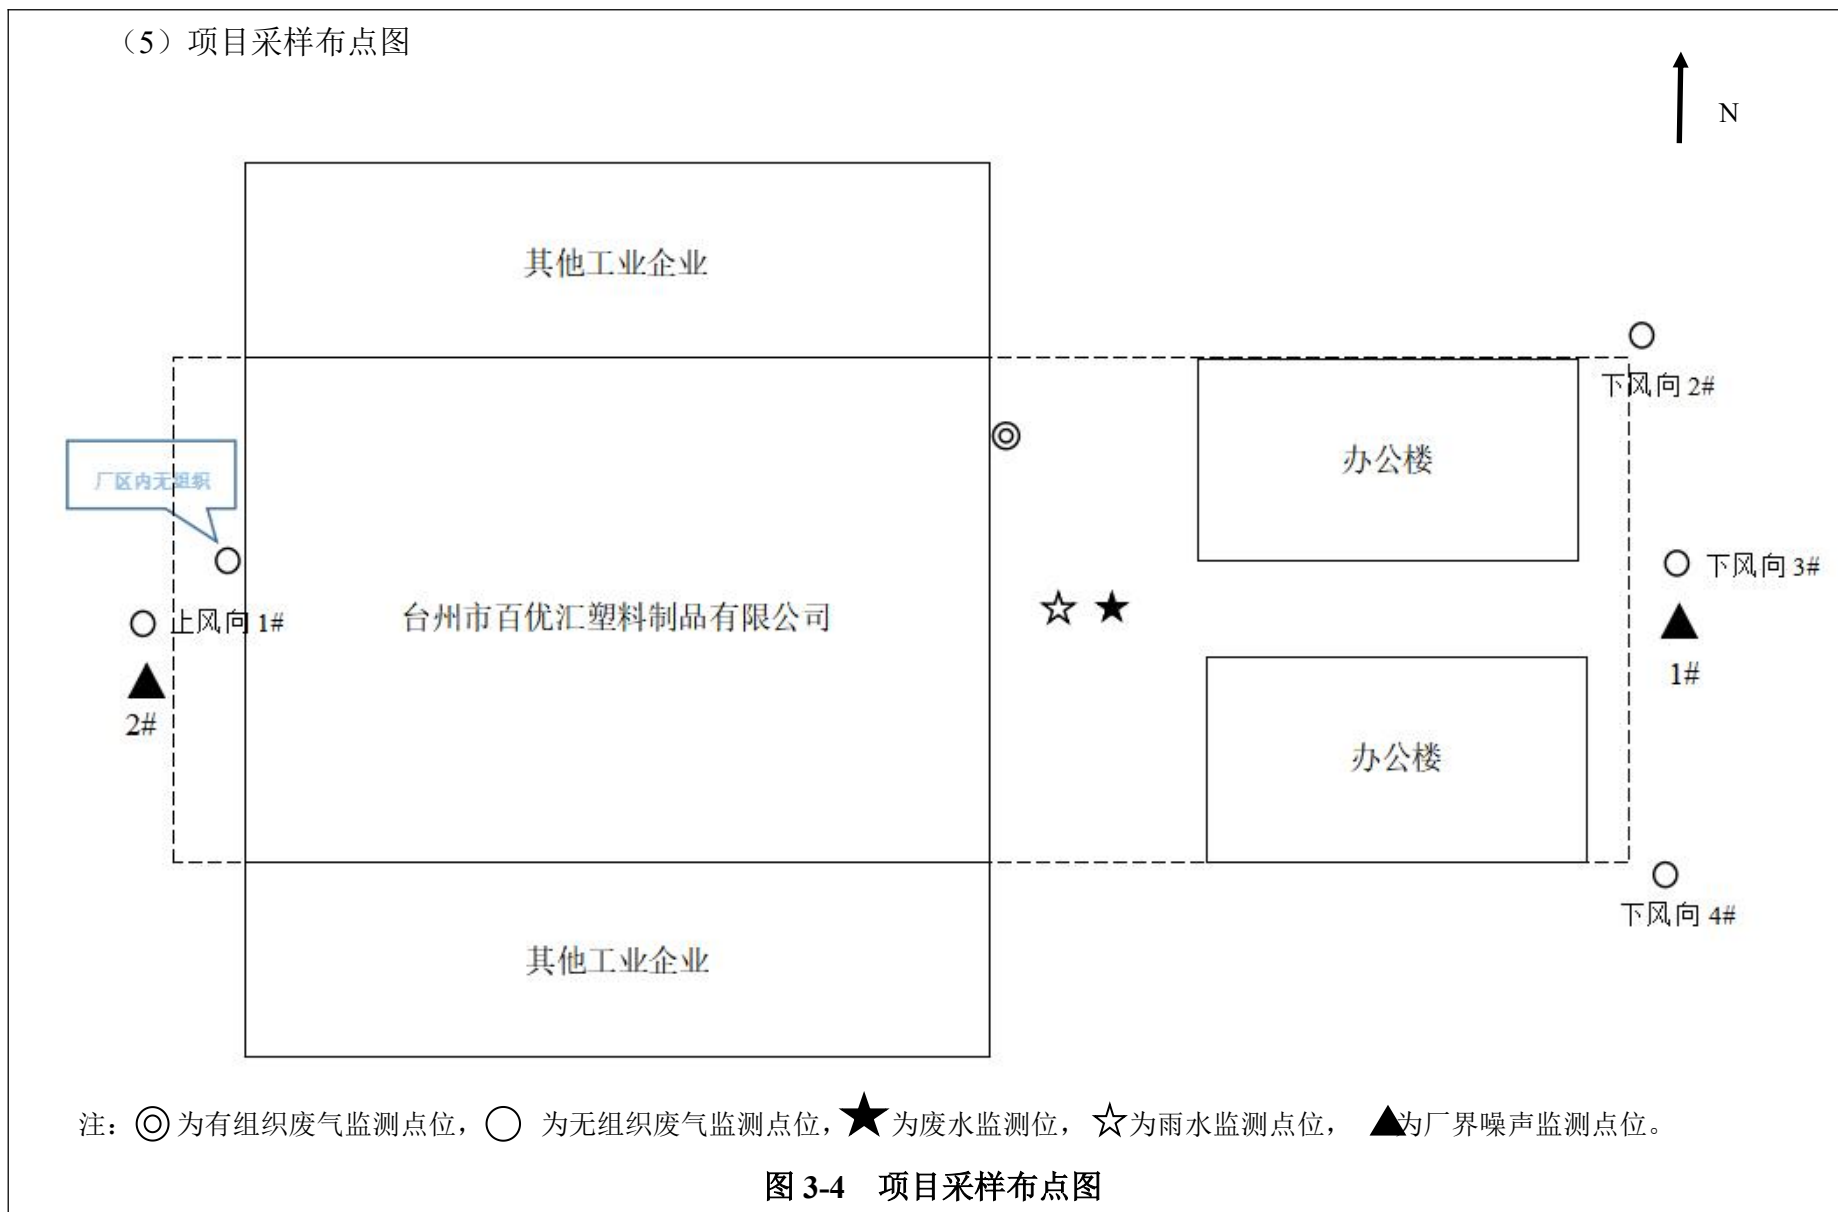 （5）项目采样布点图
N
其他工业企业
下风向 2#
办公楼
厂区内无组织
下风向 3#
上风向 1#
台州市百优汇塑料制品有限公司
1#
2#
办公楼
下风向 4#
其他工业企业
注：◎为有组织废气监测点位，○ 为无组织废气监测点位，★为废水监测位，☆为雨水监测点位， ▲为厂界噪声监测点位。
图 3-4 项目采样布点图